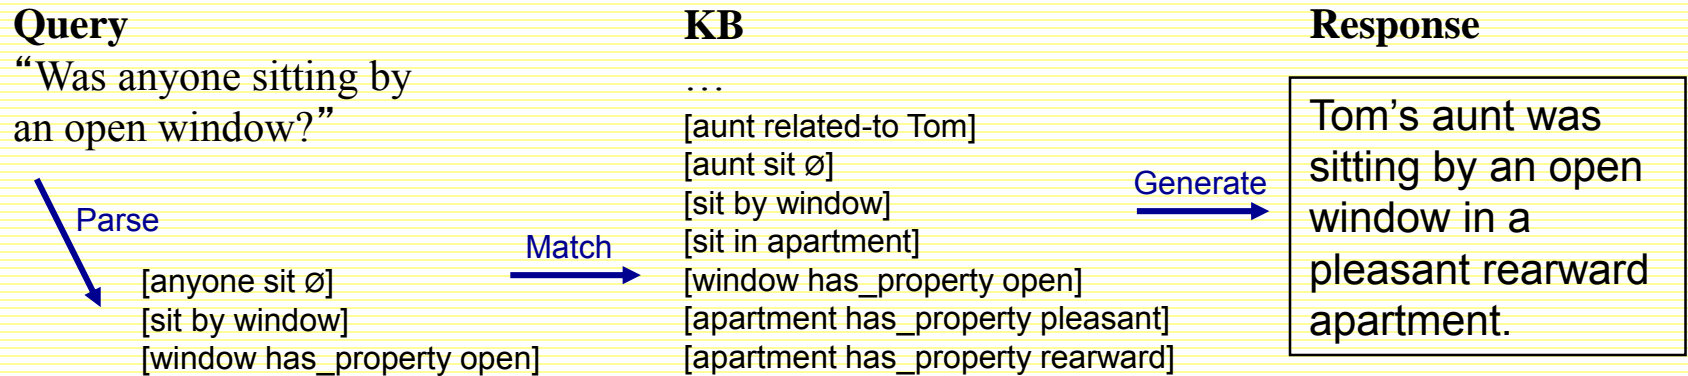 Query
“Was anyone sitting by
an open window?”
Parse
[anyone sit Ø]
[sit by window]
[window has_property open]
Match
KB
…
[aunt related-to Tom]
[aunt sit Ø]
[sit by window]
[sit in apartment]
[window has_property open]
[apartment has_property pleasant]
[apartment has_property rearward]
Generate
Response
Tom’s aunt was
sitting by an open
window in a
pleasant rearward
apartment.